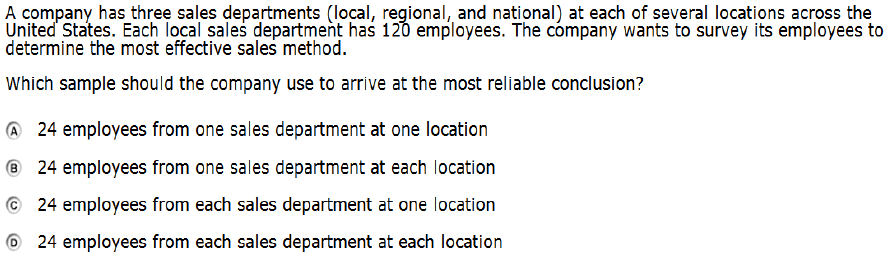 A company has three sales departments (local, regional, and national) at each of several locations across the
United States. Each local sales department has 120 employees. The company wants to survey its employees to
determine the most effective sales method.
Which sample should the company use to arrive at the most reliable conclusion?
A 24 employees from one sales department at one location
B 24 employees from one sales department at each location
C 24 employees from each sales department at one location
D 24 employees from each sales department at each location